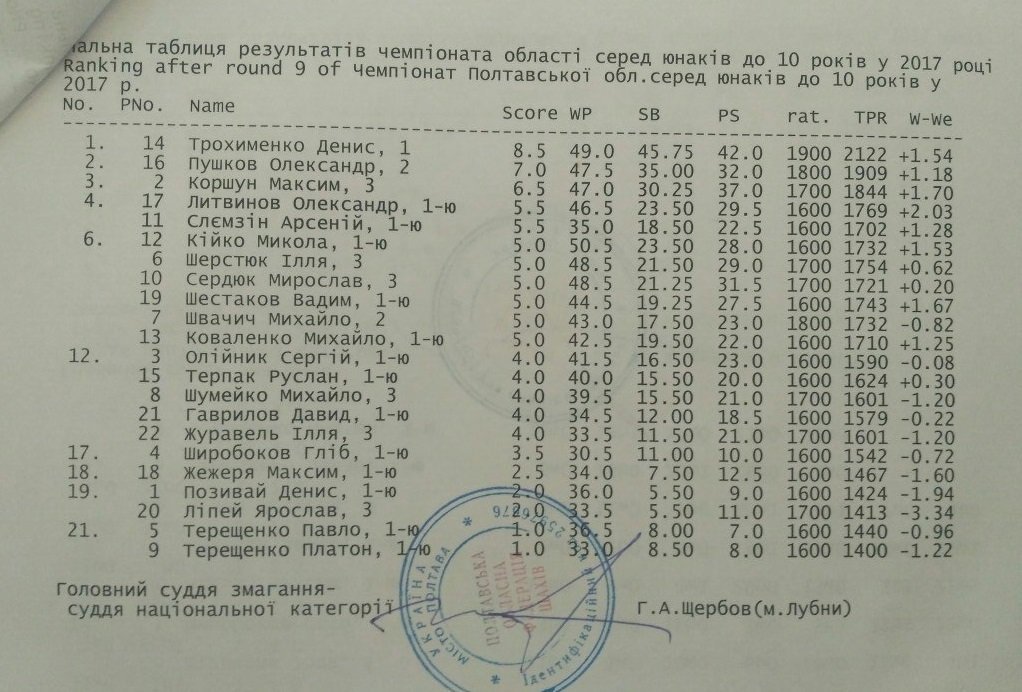 таблиця результатів чемпіоната області серед юнаків до 10 років у 2017 році
Ranking after round 9 of Чемпіонат Полтавської обл.серед юнаків до 10 років у
2017 р.
No. PNo. Name Score WP SB PS rat. TPR W-We
1. 14 Трохименко Денис, 1 8.5 49.0 45.75 42.0 1900 2122 +1.54
2. 16 Пушков Олександр, 2 7.0 47.5 35.00 32.0 1800 1909 +1.18
3. 2 Коршун Максим, 3 6.5 47.0 30.25 37.0 1700 1844 +1.70
4. 17 Литвинов Олександр, 1-ю 5.5 46.5 23.50 29.5 1600 1769 +2.03
11 Слємзін Арсеній, 1-ю 5.5 35.0 18.50 22.5 1600 1702 +1.28
6. 12 Кійко Микола, 1-ю 5.0 50.5 23.50 28.0 1600 1732 +1.53
6 Шерстюк Ілля, 3 5.0 48.5 21.50 29.0 1700 1754 +0.62
10 Сердюк Мирослав, 3 5.0 48.5 21.25 31.5 1700 1721 +0.20
19 Шестаков Вадим, 1-ю 5.0 44.5 19.25 27.5 1600 1743 +1.67
7 Швачич Михайло, 2 5.0 43.0 17.50 23.0 1800 1732 -0.82
13 Коваленко Михайло, 1-ю 5.0 42.5 19.50 22.0 1600 1710 +1.25
12. 3 Олійник Сергій, 1-ю 4.0 41.5 16.50 23.0 1600 1590 -0.08
15 Терпак Руслан, 1-ю 4.0 40.0 15.50 20.0 1600 1624 +0.30
8 Шумейко Михайло, 3 4.0 39.5 15.50 21.0 1700 1601 -1.20
21 Гаврилов Давид, 1-ю 4.0 34.5 12.00 18.5 1600 1579 -0.22
22 Журавель Ілля, 3 4.0 33.5 11.50 21.0 1700 1601 -1.20
17. 4 Широбоков Гліб, 1-ю 3.5 30.5 11.00 10.0 1600 1542 -0.72
18. 18 Жежеря Максим, 1-ю 2.5 34.0 7.50 12.5 1600 1467 -1.60
19. 1 Позивай Денис, 1-ю 2.0 36.0 5.50 9.0 1600 1424 -1.94
20 Ліпей Ярослав, 3 2.0 33.5 5.50 11.0 1700 1413 -3.34
21. 5 Терещенко Павло, 1-ю 1.0 36.5 8.00 7.0 1600 1440 -0.96
9 Терещенко Платон, 1-ю 1.0 33.0 8.50 8.0 1600 1400 -1.22
Головний суддя змагання-
суддя національної категорії Г.А.Щербов(м.Лубни)
УКРАЇНА
МІСТО ПОЛТАВА
ПОЛТАВСЬКА
ОБЛАСНА
ФЕДЕРАЦІЯ
ШАХІВ
Ідентифікаційний